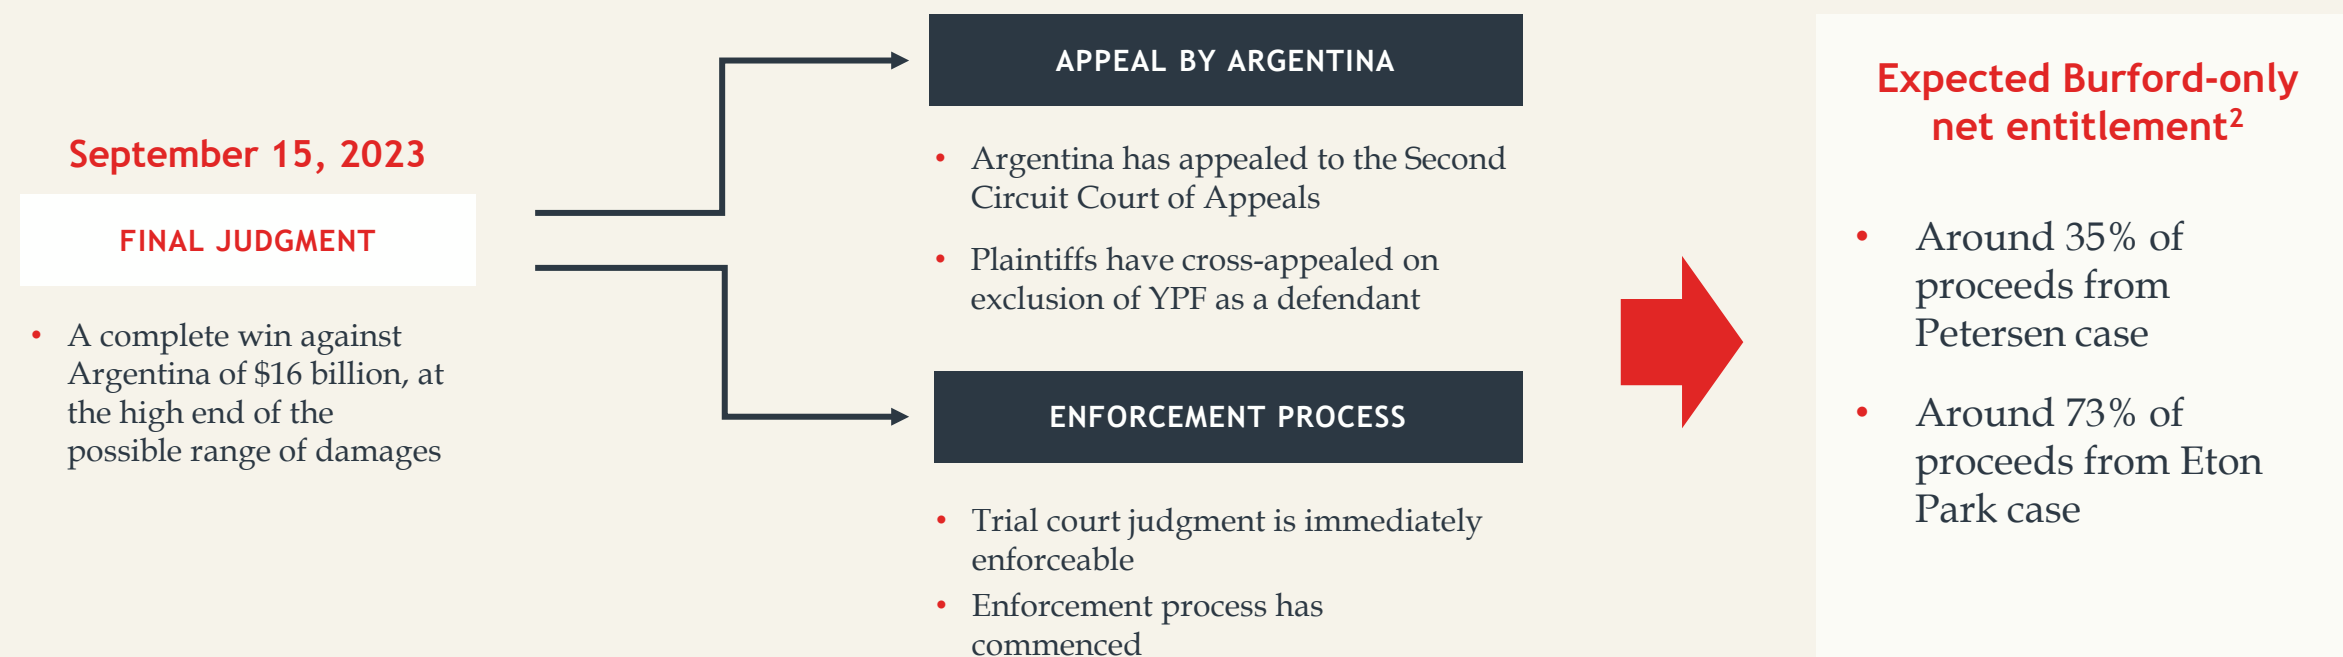 September 15, 2023
FINAL JUDGMENT
• A complete win against
Argentina of $16 billion, at
the high end of the
possible range of damages
APPEAL BY ARGENTINA
• Argentina has appealed to the Second
Circuit Court of Appeals
• Plaintiffs have cross-appealed on
exclusion of YPF as a defendant
ENFORCEMENT PROCESS
• Trial court judgment is immediately
enforceable
• Enforcement process has
commenced
Expected Burford-only
net entitlement²
• Around 35% of
proceeds from
Petersen case
• Around 73% of
proceeds from Eton
Park case